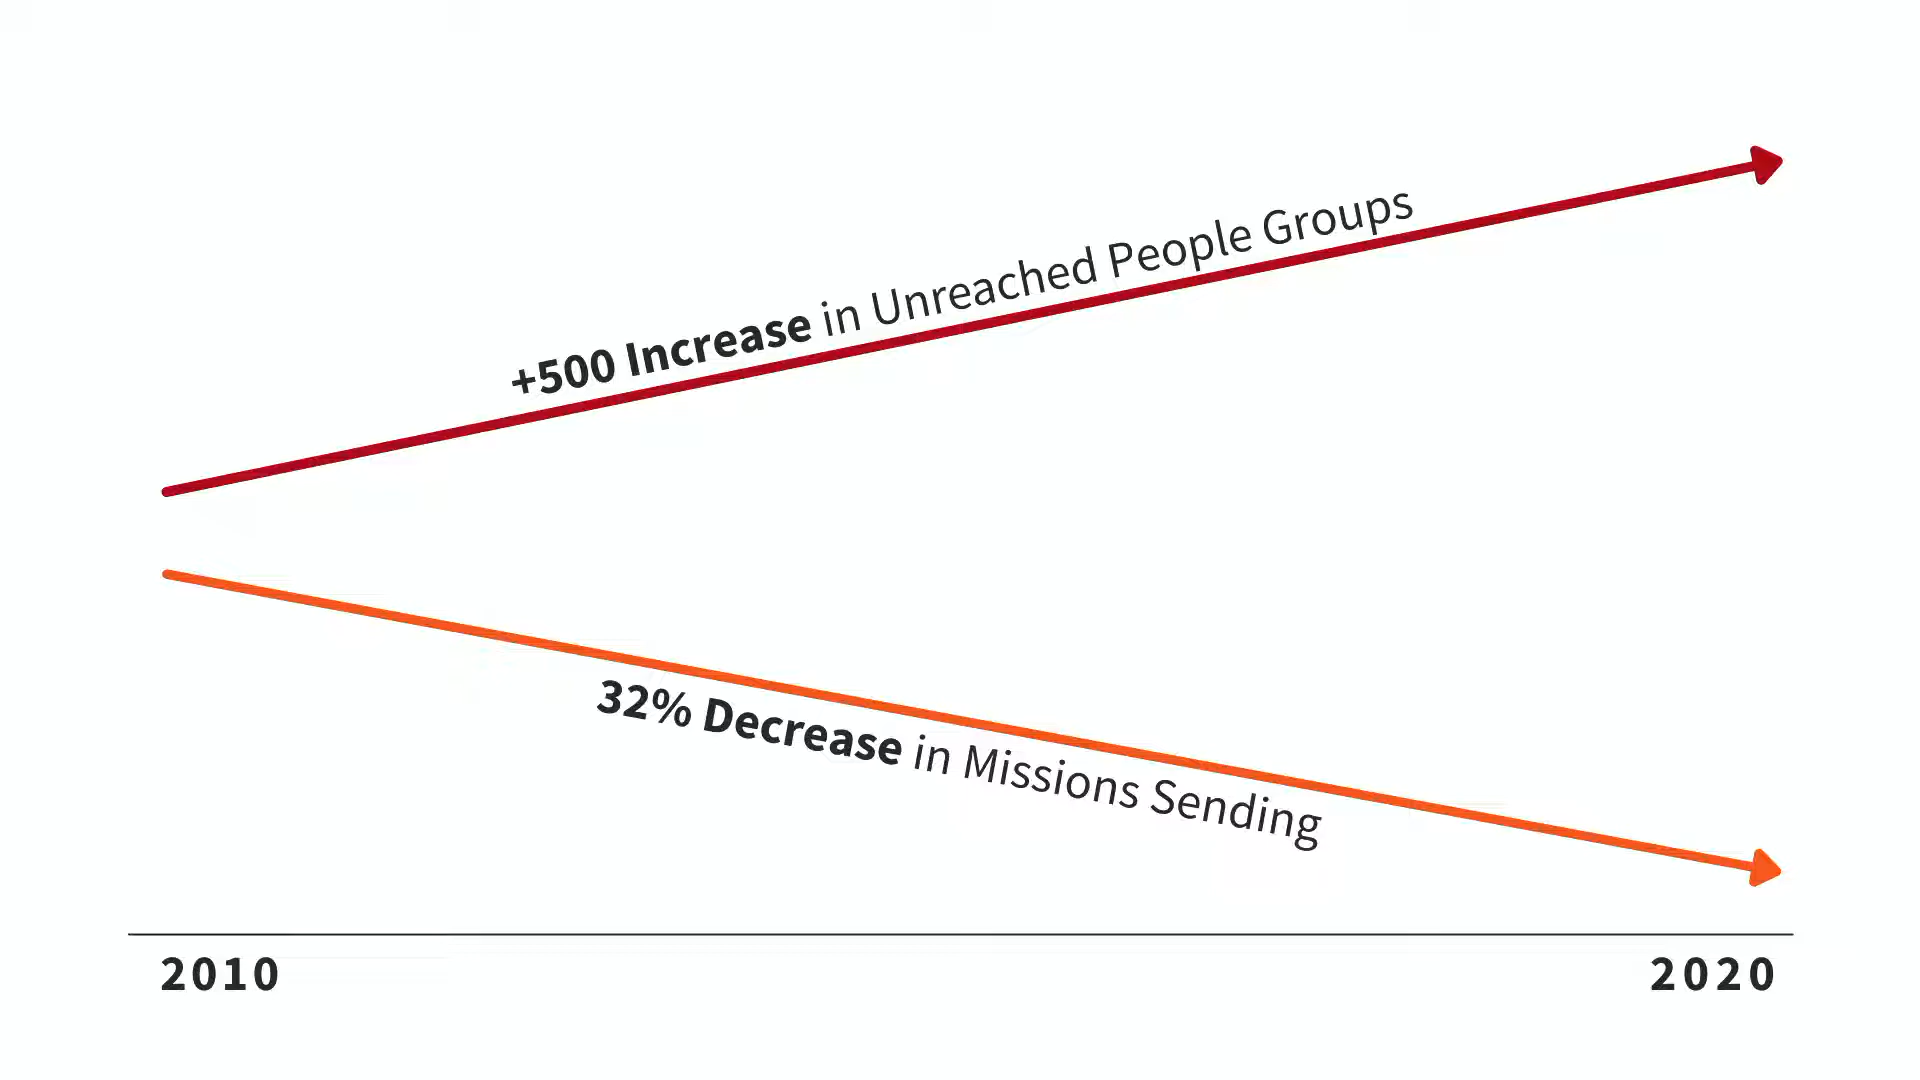 +500 Increase in Unreached People Groups
32% Decrease in Missions Sending
2010
2020